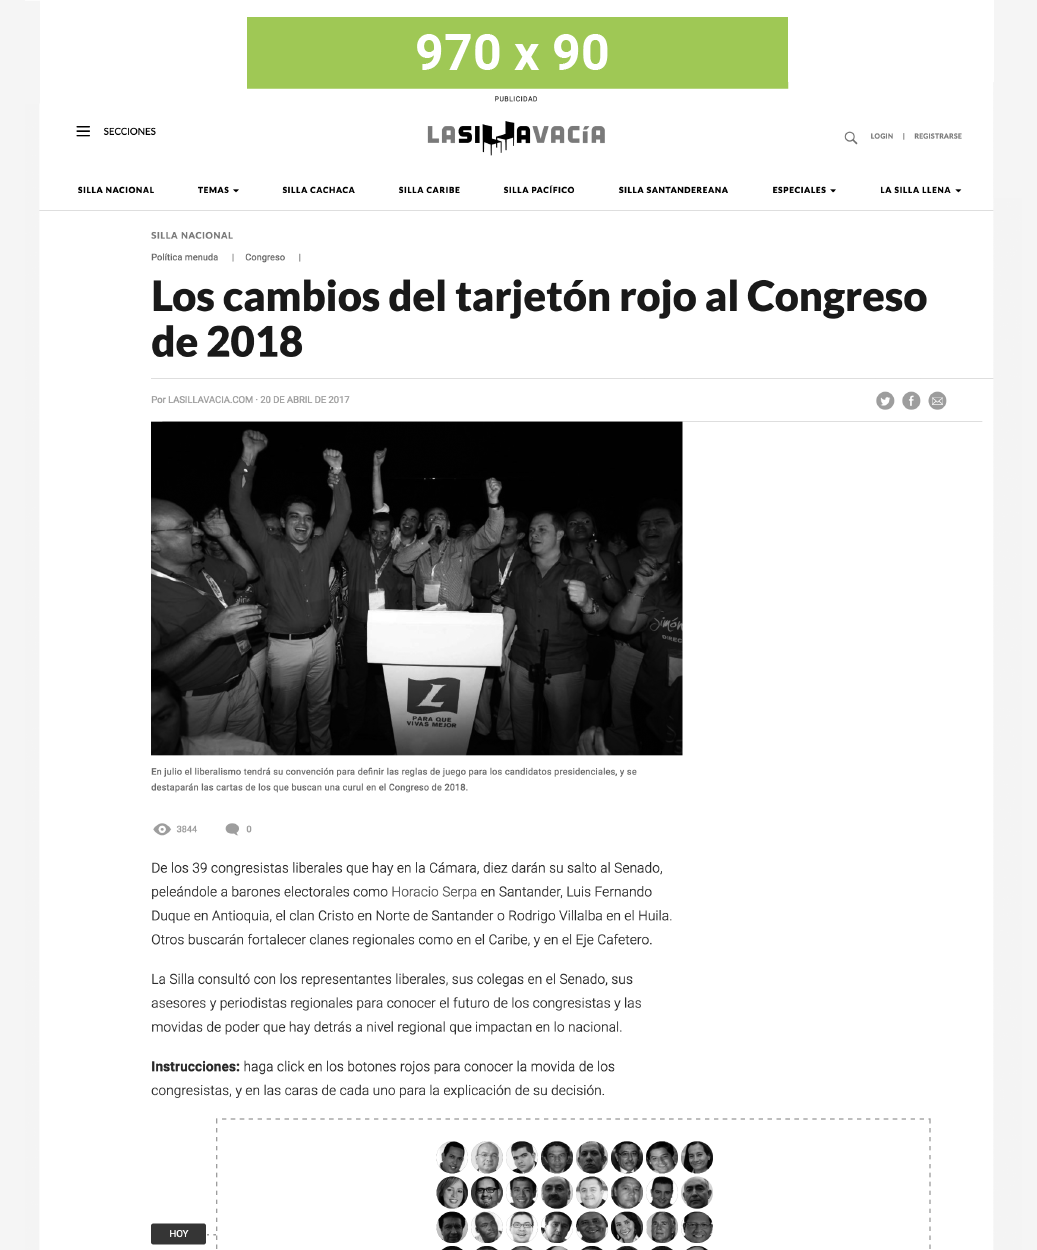 970 x 90
PUBLICIDAD
SECCIONES
LASILLAVACÍA
LOGIN | REGISTRARSE
SILLA NACIONAL TEMAS SILLA CACHACA SILLA CARIBE SILLA PACÍFICO SILLA SANTANDEREANA ESPECIALES LA SILLA LLENA
SILLA NACIONAL
Política menuda | Congreso |
Los cambios del tarjetón rojo al Congreso
de 2018
Por LASILLAVACIA.COM · 20 DE ABRIL DE 2017
Simón
DIREC
L
PARA QUE
VIVAS MEJOR
En julio el liberalismo tendrá su convención para definir las reglas de juego para los candidatos presidenciales, y se
destaparán las cartas de los que buscan una curul en el Congreso de 2018.
3844 0
De los 39 congresistas liberales que hay en la Cámara, diez darán su salto al Senado,
peleándole a barones electorales como Horacio Serpa en Santander, Luis Fernando
Duque en Antioquia, el clan Cristo en Norte de Santander o Rodrigo Villalba en el Huila.
Otros buscarán fortalecer clanes regionales como en el Caribe, y en el Eje Cafetero.
La Silla consultó con los representantes liberales, sus colegas en el Senado, sus
asesores y periodistas regionales para conocer el futuro de los congresistas y las
movidas de poder que hay detrás a nivel regional que impactan en lo nacional.
Instrucciones: haga click en los botones rojos para conocer la movida de los
congresistas, y en las caras de cada uno para la explicación de su decisión.
HOY